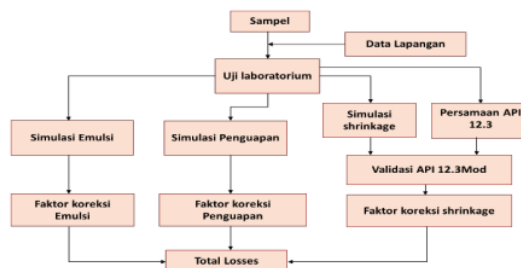 Sampel
Data Lapangan
Uji laboratorium
Simulasi Emulsi
Simulasi Penguapan
Simulasi
shrinkage
Persamaan API
12.3
Validasi API 12.3Mod
Faktor koreksi
Emulsi
Faktor koreksi
Penguapan
Faktor koreksi shrinkage
Total Losses